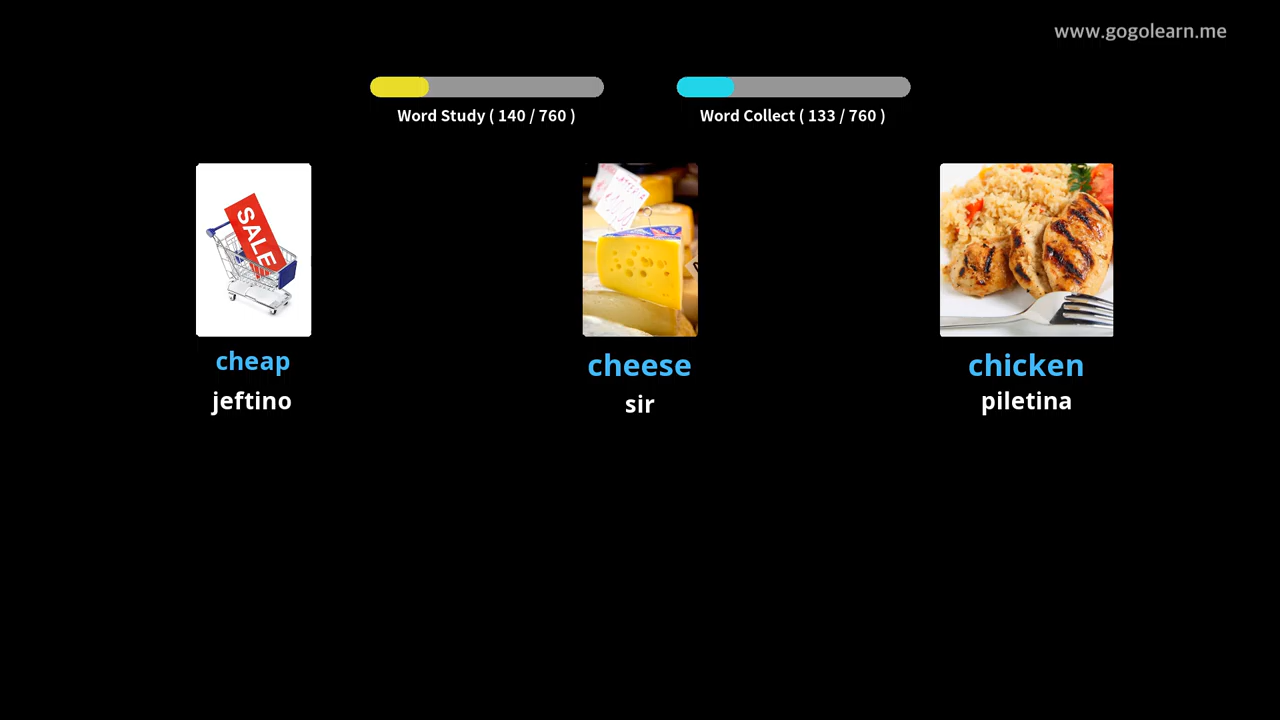 www.gogolearn.me
Word Study ( 140 / 760 )
Word Collect ( 133 / 760 )
SALE
cheap
cheese
chicken
jeftino
sir
piletina